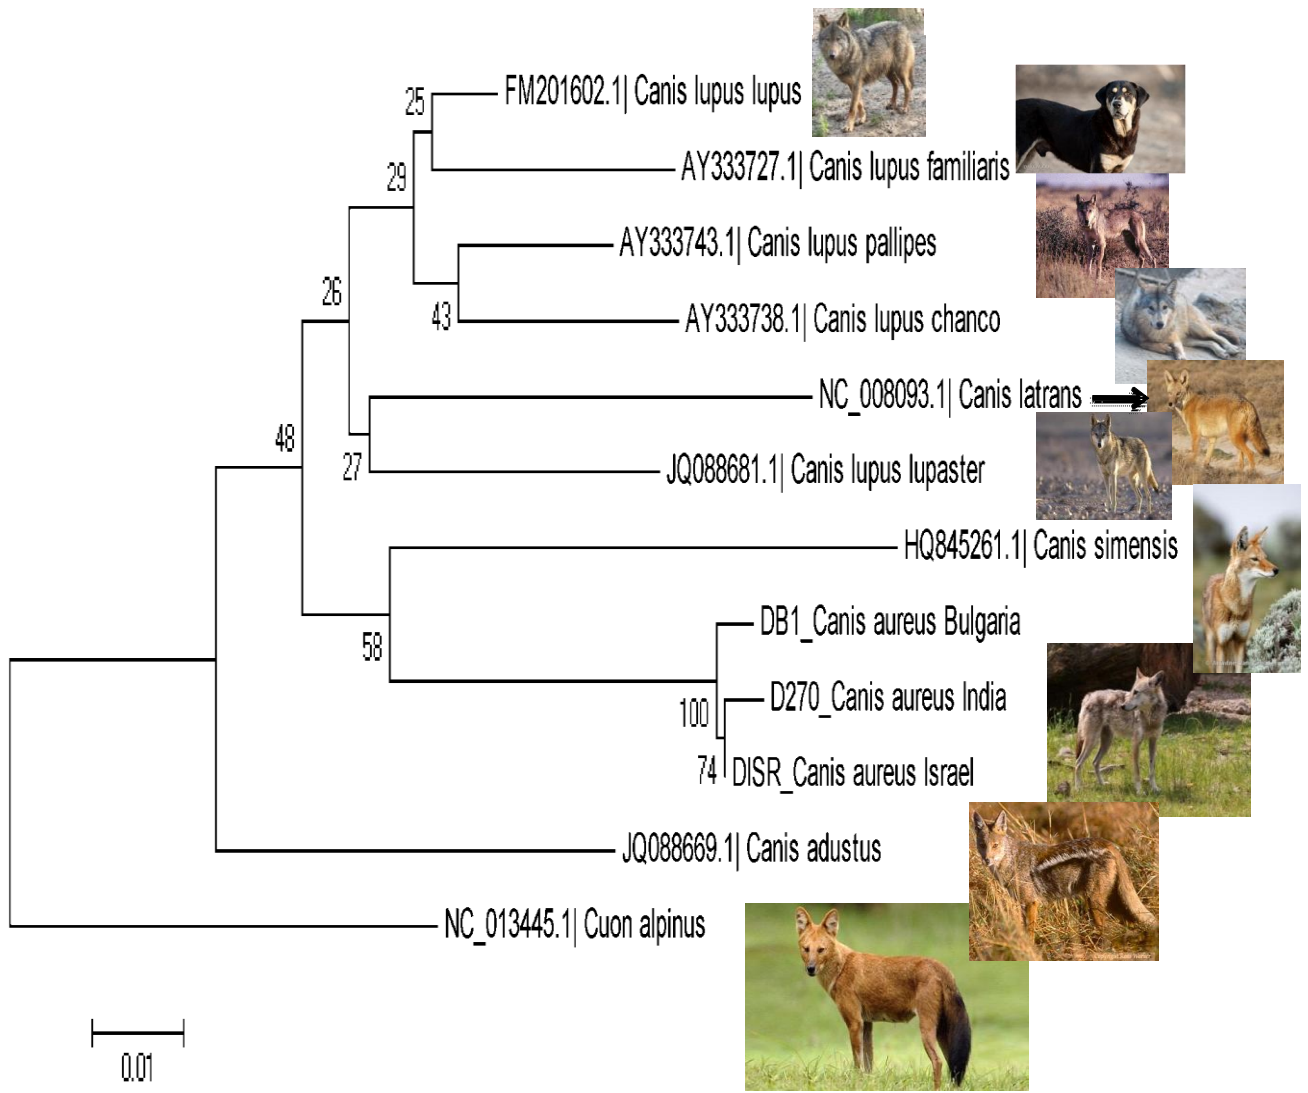 25
FM201602.1| Canis lupus lupus
AY333727.1| Canis lupus familiaris
29
AY333743.1| Canis lupus pallipes
26
43
AY333738.1| Canis lupus chanco
NC_008093.1| Canis latrans
48
27
JQ088681.1| Canis lupus lupaster
HQ845261.1| Canis simensis
58
DB1_Canis aureus Bulgaria
100
D270_Canis aureus India
74
DISR_Canis aureus Israel
JQ088669.1| Canis adustus
NC_013445.1| Cuon alpinus
0.01